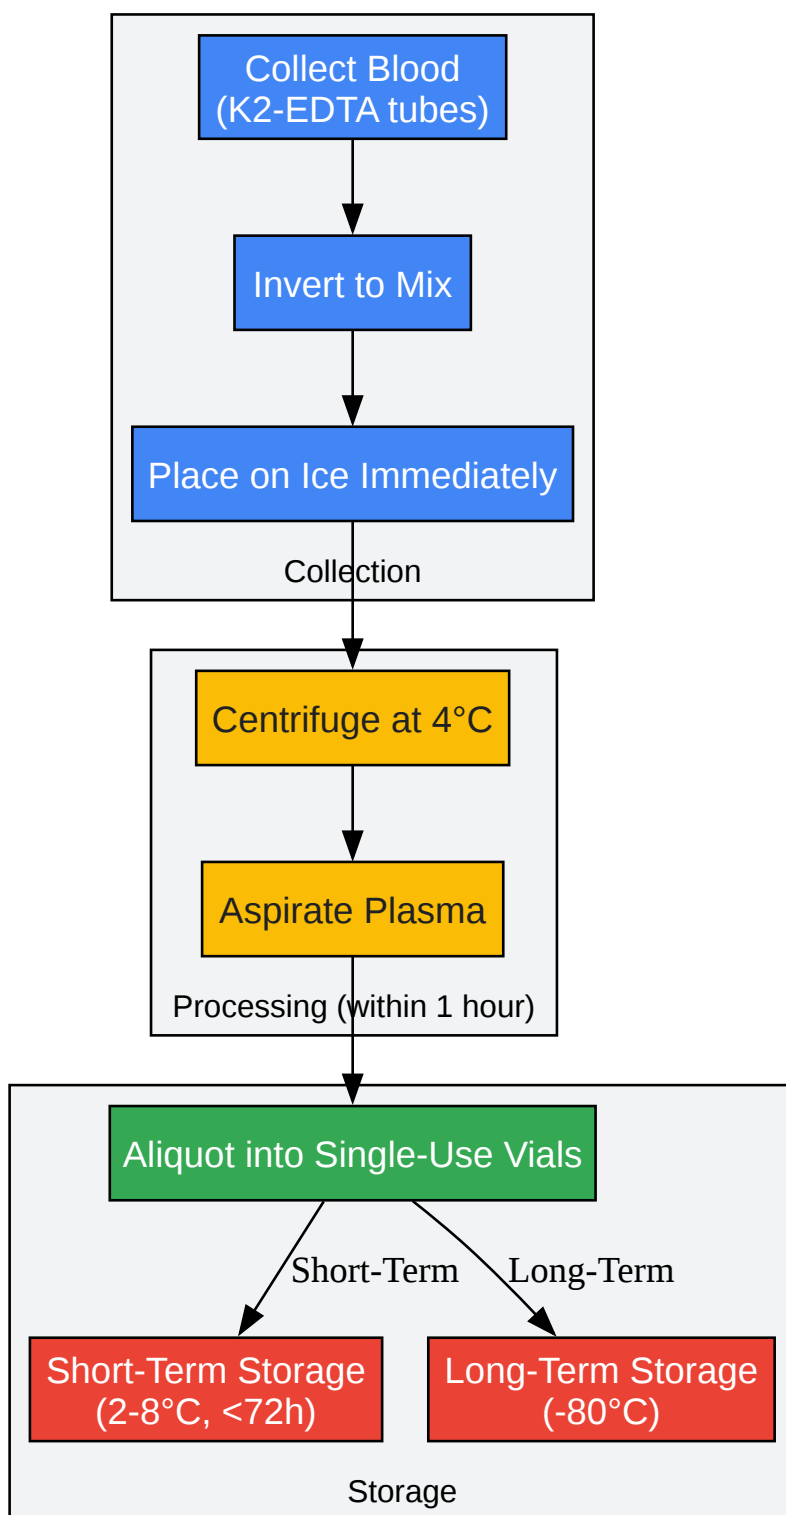 Collect Blood
(K2-EDTA tubes)
Invert to Mix
Place on Ice Immediately
Collection
Centrifuge at 4°C
Aspirate Plasma
Processing (within 1 hour)
Aliquot into Single-Use Vials
Short-Term
Long-Term
Short-Term Storage
(2-8°C, <72h)
Long-Term Storage
(-80°C)
Storage